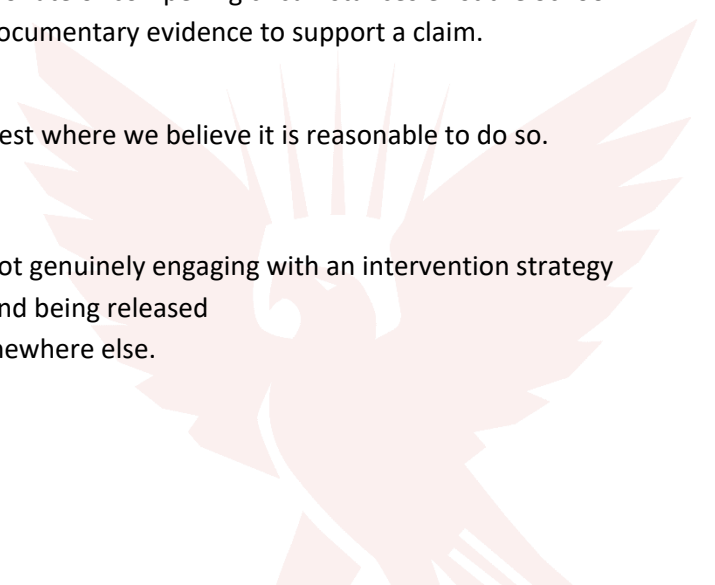 ocumentary evidence to support a claim.
est where we believe it is reasonable to do so.
ot genuinely engaging with an intervention strategy
nd being released
ewhere else.